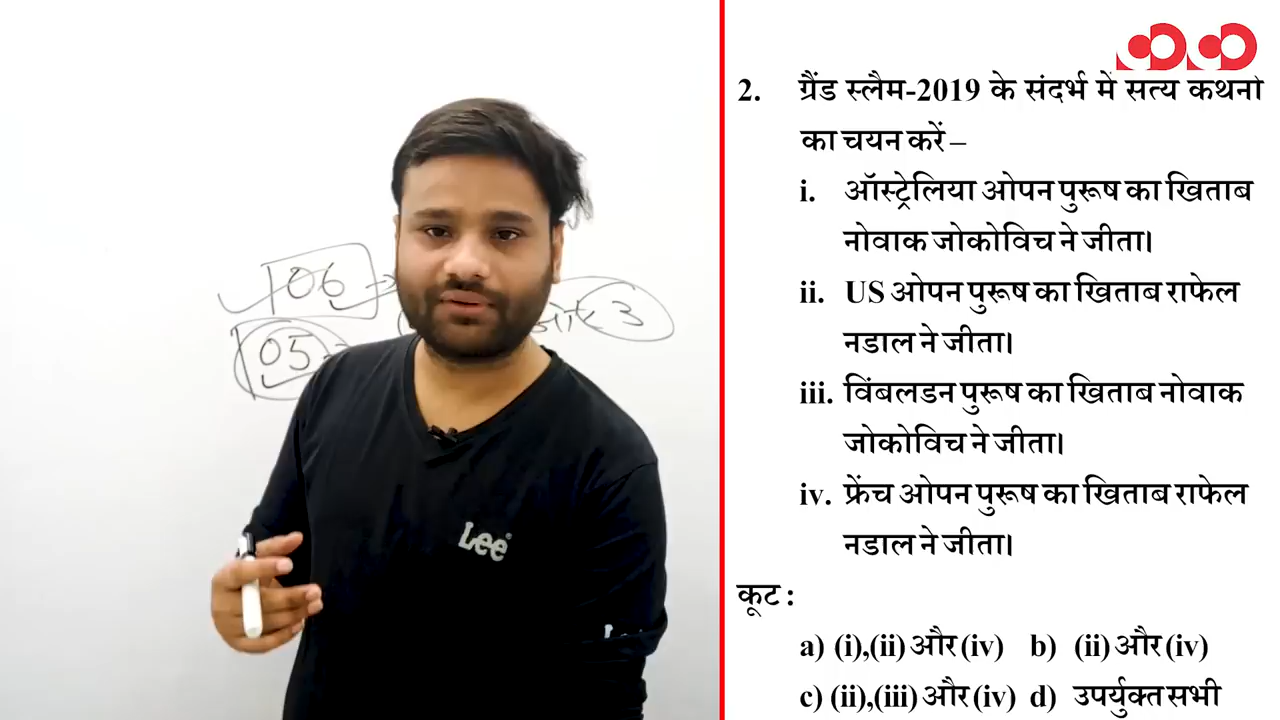 2. ग्रैंड स्लैम-2019 के संदर्भ में सत्य कथनों
का चयन करें –
i. ऑस्ट्रेलिया ओपन पुरूष का खिताब
नोवाक जोकोविच ने जीता।
ii. US ओपन पुरूष का खिताब राफेल
नडाल ने जीता।
iii. विंबलडन पुरूष का खिताब नोवाक
जोकोविच ने जीता।
iv. फ्रेंच ओपन पुरूष का खिताब राफेल
नडाल ने जीता।
कूट :
a) (i),(ii) और (iv) b) (ii) और (iv)
c) (ii),(iii) और (iv) d) उपर्युक्त सभी
106
05
3
Lee